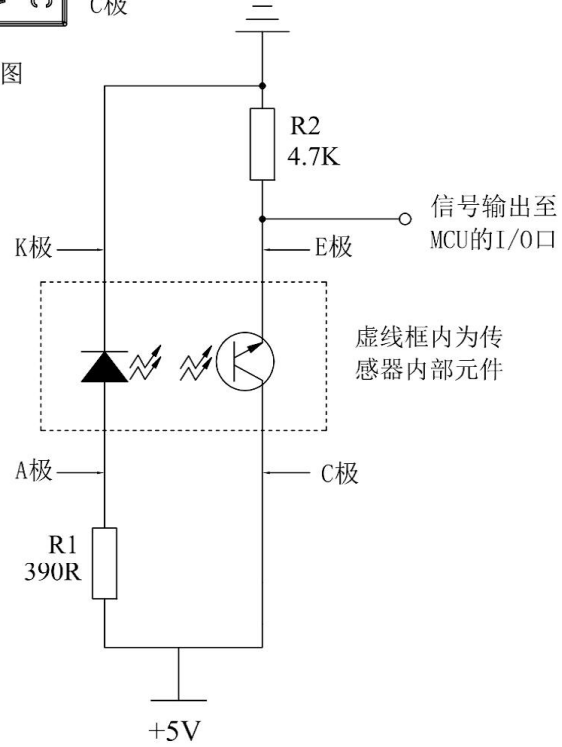 C极
图
R2
4.7K
信号输出至
MCU的I/O口
K极
E极
虚线框内为传
感器内部元件
A极
C极
R1
390R
+5V